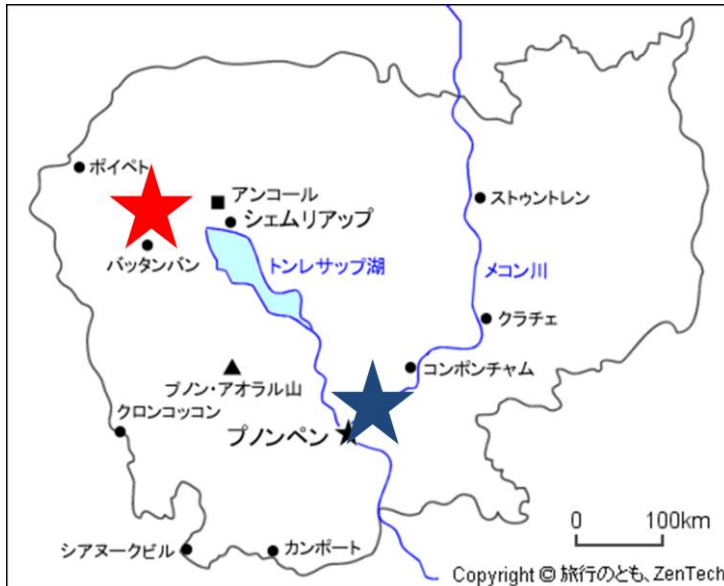 ポイペト
アンコール
シェムリアップ
ストゥントレン
バッタンバン
トンレサップ湖
メコン川
クラチェ
コンポンチャム
プノン・アオラル山
クロンコッコン
プノンペン
シアヌークビル
カンポート
0 100km
Copyright © 旅行のとも、ZenTech